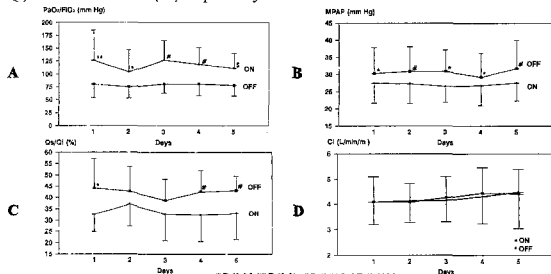 PaO₂/FiO₂ (mm Hg)
200
175
150
125
100
75
50
25
0
** * # # *
ON
OFF
1 2 3 4 5
Days
A
MPAP (mm Hg)
45
40
35
30
25
20
15
10
* # * * #
ON
OFF
1 2 3 4 5
Days
B
Qs/Qt (%)
60
55
50
45
40
35
30
25
20
15
* # #
OFF
ON
1 2 3 4 5
Days
C
CI (L/min/m )
6
5
4
3
2
ON
OFF
1 2 3 4 5
Days
D